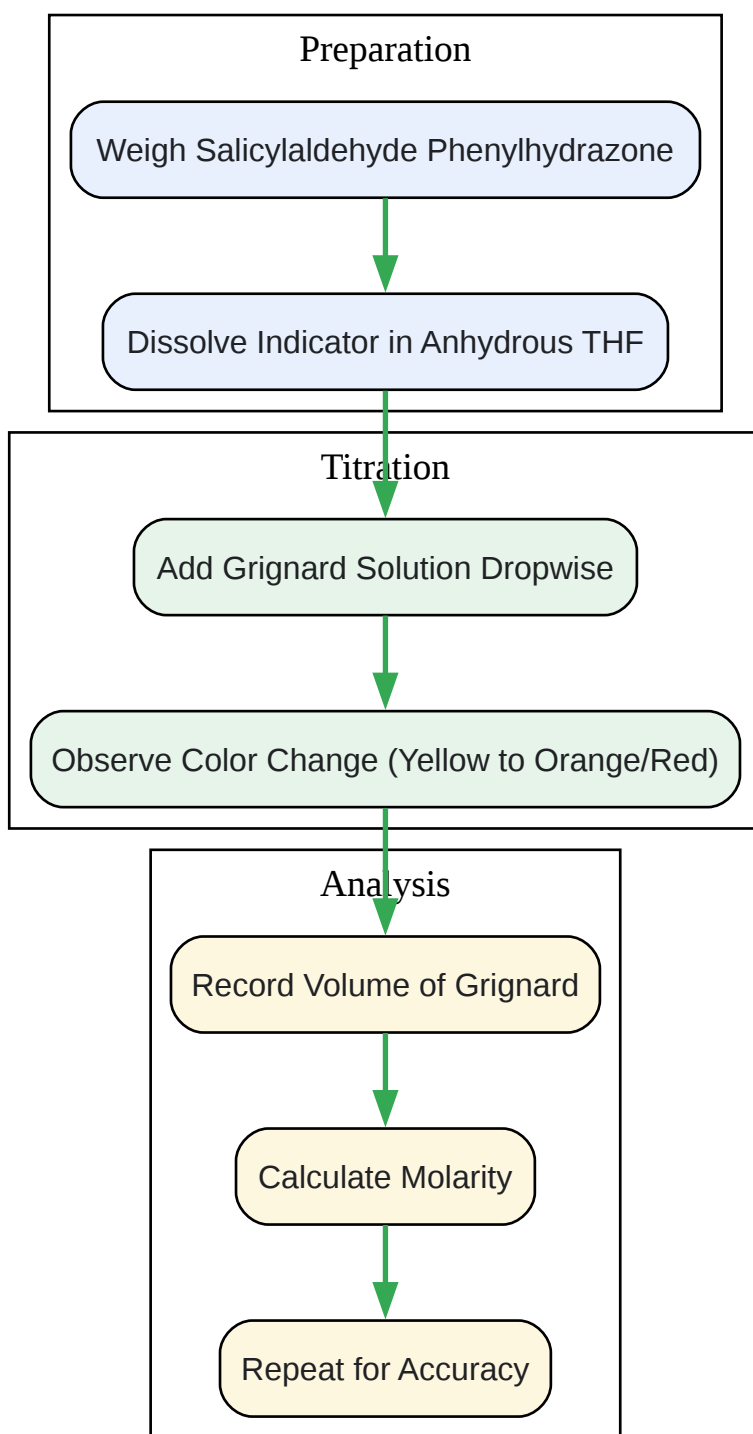 Preparation
Weigh Salicylaldehyde Phenylhydrazone
Dissolve Indicator in Anhydrous THF
Titration
Add Grignard Solution Dropwise
Observe Color Change (Yellow to Orange/Red)
Analysis
Record Volume of Grignard
Calculate Molarity
Repeat for Accuracy